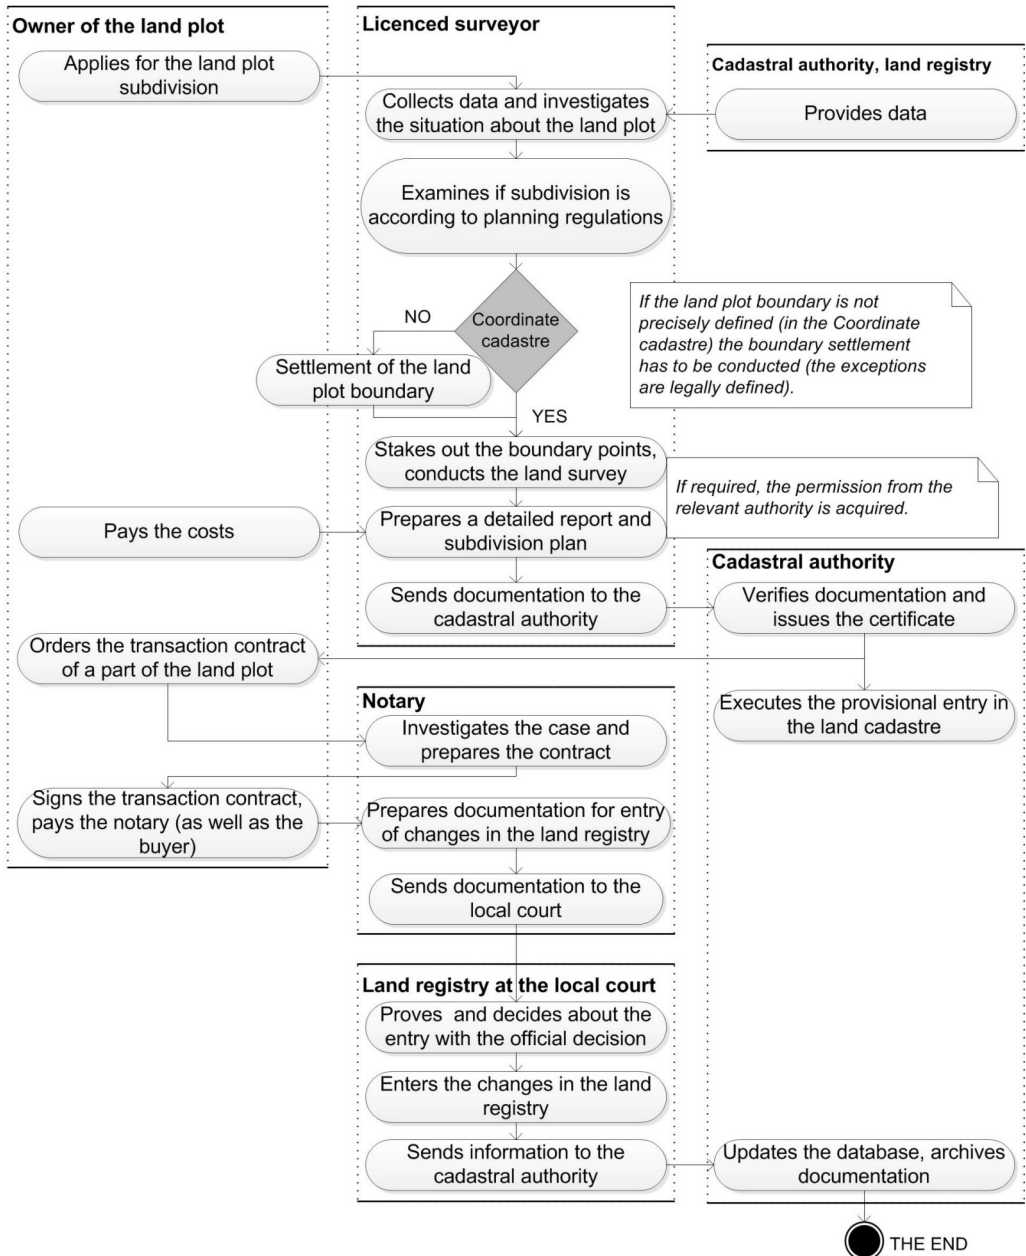 Owner of the land plot
Licenced surveyor
Applies for the land plot
subdivision
Cadastral authority, land registry
Collects data and investigates
the situation about the land plot
Provides data
Examines if subdivision is
according to planning regulations
NO
Coordinate
cadastre
If the land plot boundary is not
precisely defined (in the Coordinate
cadastre) the boundary settlement
has to be conducted (the exceptions
are legally defined).
Settlement of the land
plot boundary
YES
Stakes out the boundary points,
conducts the land survey
If required, the permission from the
relevant authority is acquired.
Pays the costs
Prepares a detailed report and
subdivision plan
Cadastral authority
Sends documentation to the
cadastral authority
Verifies documentation and
issues the certificate
Orders the transaction contract
of a part of the land plot
Executes the provisional entry in
the land cadastre
Notary
Investigates the case and
prepares the contract
Signs the transaction contract,
pays the notary (as well as the
buyer)
Prepares documentation for entry
of changes in the land registry
Sends documentation to the
local court
Land registry at the local court
Proves  and decides about the
entry with the official decision
Enters the changes in the land
registry
Sends information to the
cadastral authority
Updates the database, archives
documentation
THE END